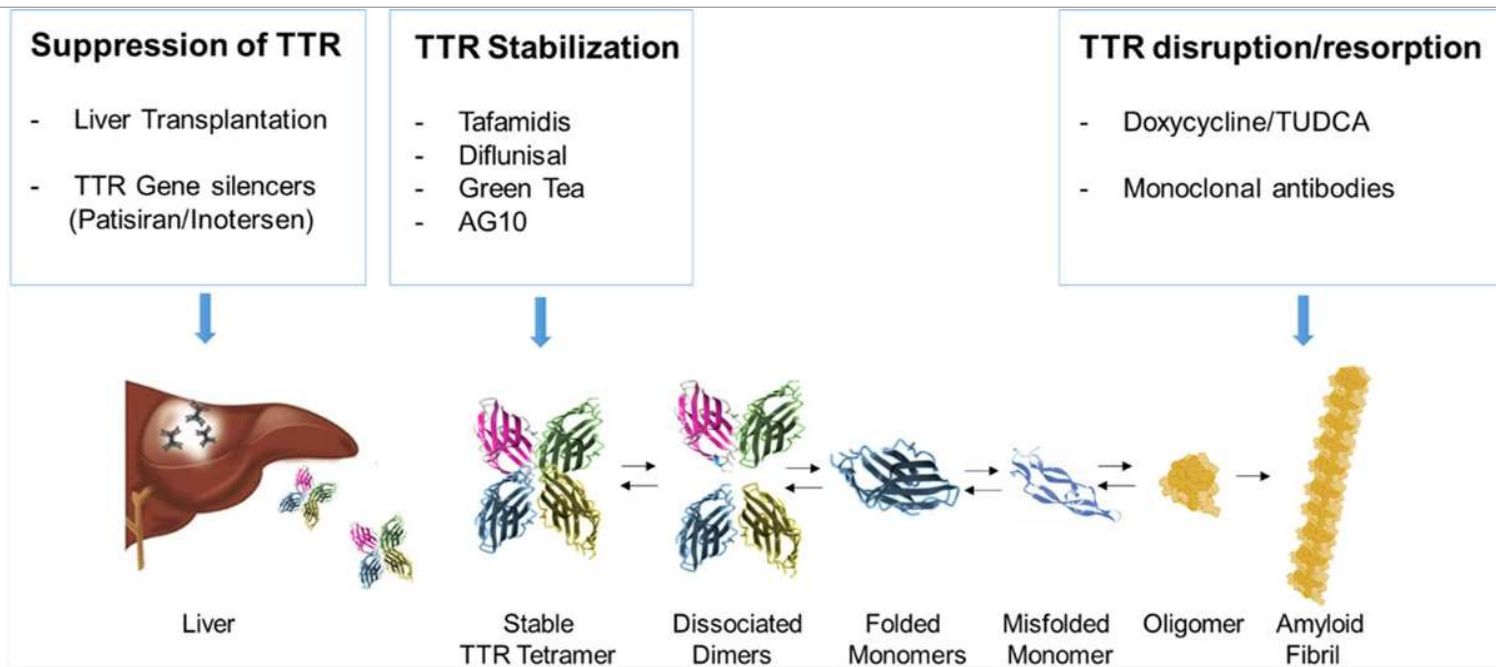 Suppression of TTR
- Liver Transplantation
- TTR Gene silencers
(Patisiran/Inotersen)
TTR Stabilization
- Tafamidis
- Diflunisal
- Green Tea
- AG10
TTR disruption/resorption
- Doxycycline/TUDCA
- Monoclonal antibodies
Liver
Stable
TTR Tetramer
Dissociated
Dimers
Folded
Monomers
Misfolded
Monomer
Oligomer
Amyloid
Fibril